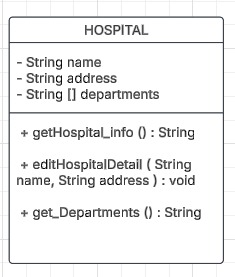 HOSPITAL
- String name
- String address
- String [] departments
+ getHospital_info () : String
+ editHospitalDetail ( String
name, String address ) : void
+ get_Departments () : String